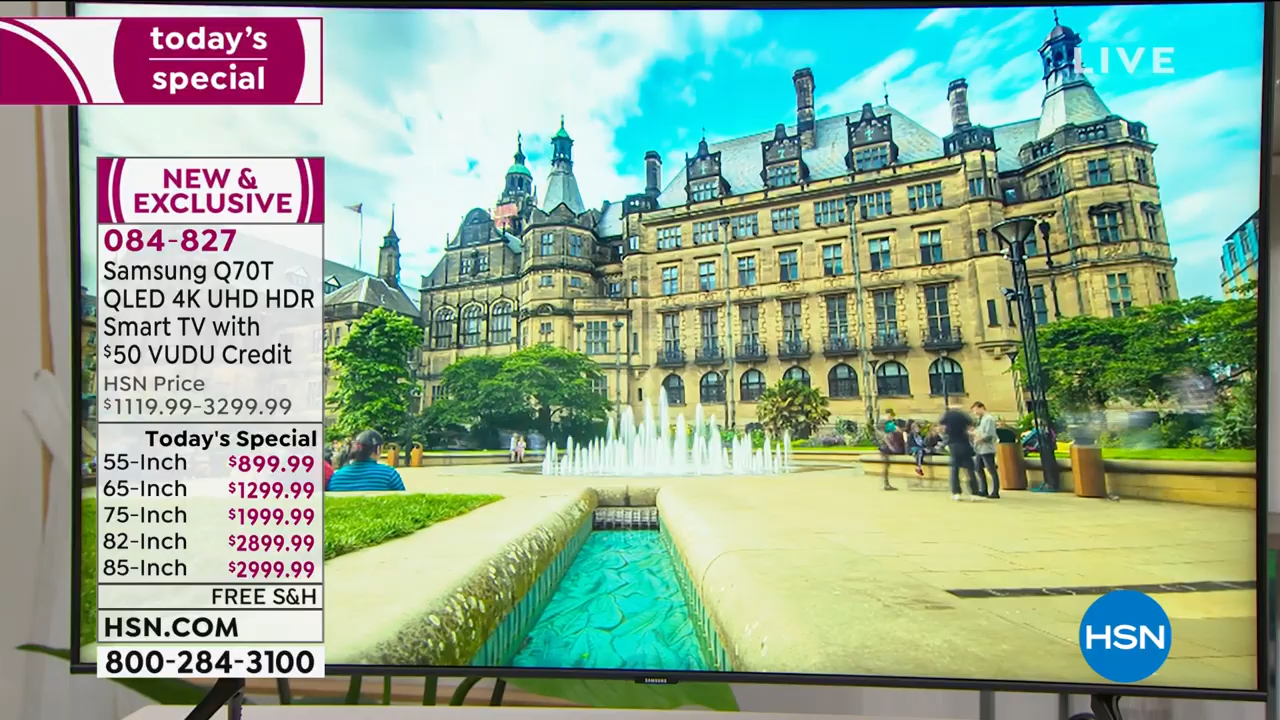 today's
special
LIVE
NEW &
EXCLUSIVE
084-827
Samsung Q70T
QLED 4K UHD HDR
Smart TV with
$50 VUDU Credit
HSN Price
$1119.99-3299.99
Today's Special
55-Inch $899.99
65-Inch $1299.99
75-Inch $1999.99
82-Inch $2899.99
85-Inch $2999.99
FREE S&H
HSN.COM
800-284-3100
HSN
SAMSUNG